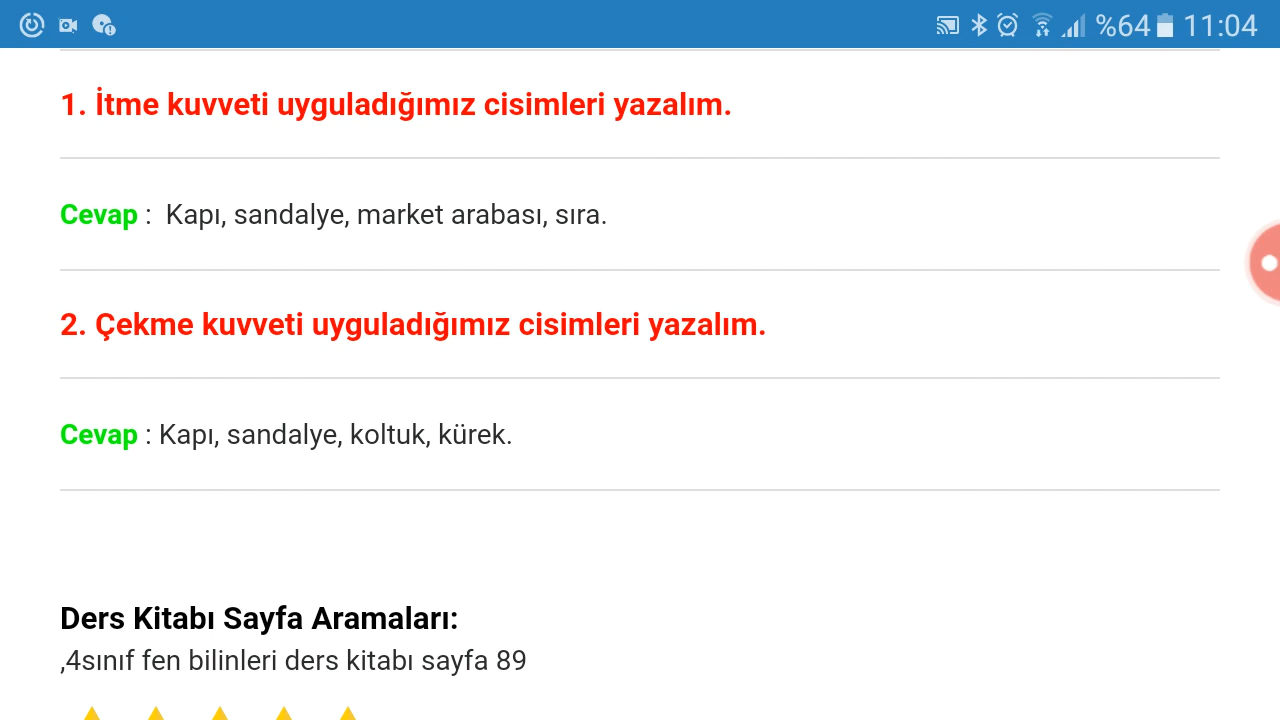 %64 11:04
1. İtme kuvveti uyguladığımız cisimleri yazalım.
Cevap : Kapı, sandalye, market arabası, sıra.
2. Çekme kuvveti uyguladığımız cisimleri yazalım.
Cevap : Kapı, sandalye, koltuk, kürek.
Ders Kitabı Sayfa Aramaları:
,4sınıf fen bilinleri ders kitabı sayfa 89